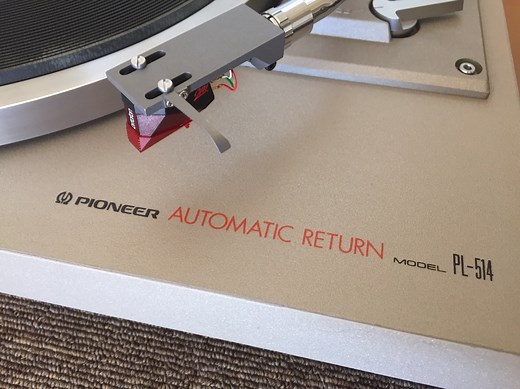 PIONEER AUTOMATIC RETURN MODEL PL-514